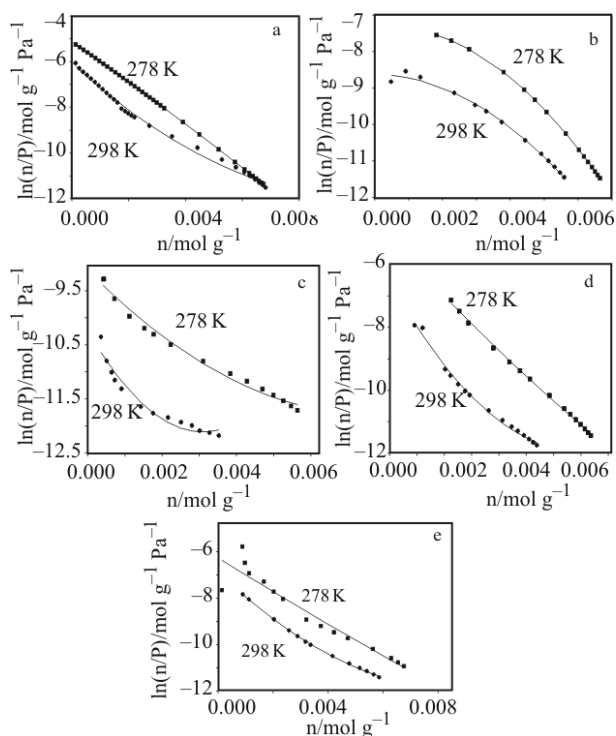 a
−4
278 K
−6
−8
298 K
−10
−12
ln(n/P)/mol g−1 Pa−1
0.000
0.004
0.008
n/mol g−1
b
−7
278 K
−8
−9
−10
298 K
−11
−12
ln(n/P)/mol g−1 Pa−1
0.000
0.002
0.004
0.006
n/mol g−1
c
−9.5
278 K
−10.5
−11.5
298 K
−12.5
ln(n/P)/mol g−1 Pa−1
0.000
0.002
0.004
0.006
n/mol g−1
d
−6
278 K
−8
−10
298 K
−12
ln(n/P)/mol g−1 Pa−1
0.000
0.002
0.004
0.006
n/mol g−1
e
−6
278 K
−8
−10
298 K
−12
ln(n/P)/mol g−1 Pa−1
0.000
0.004
0.008
n/mol g−1